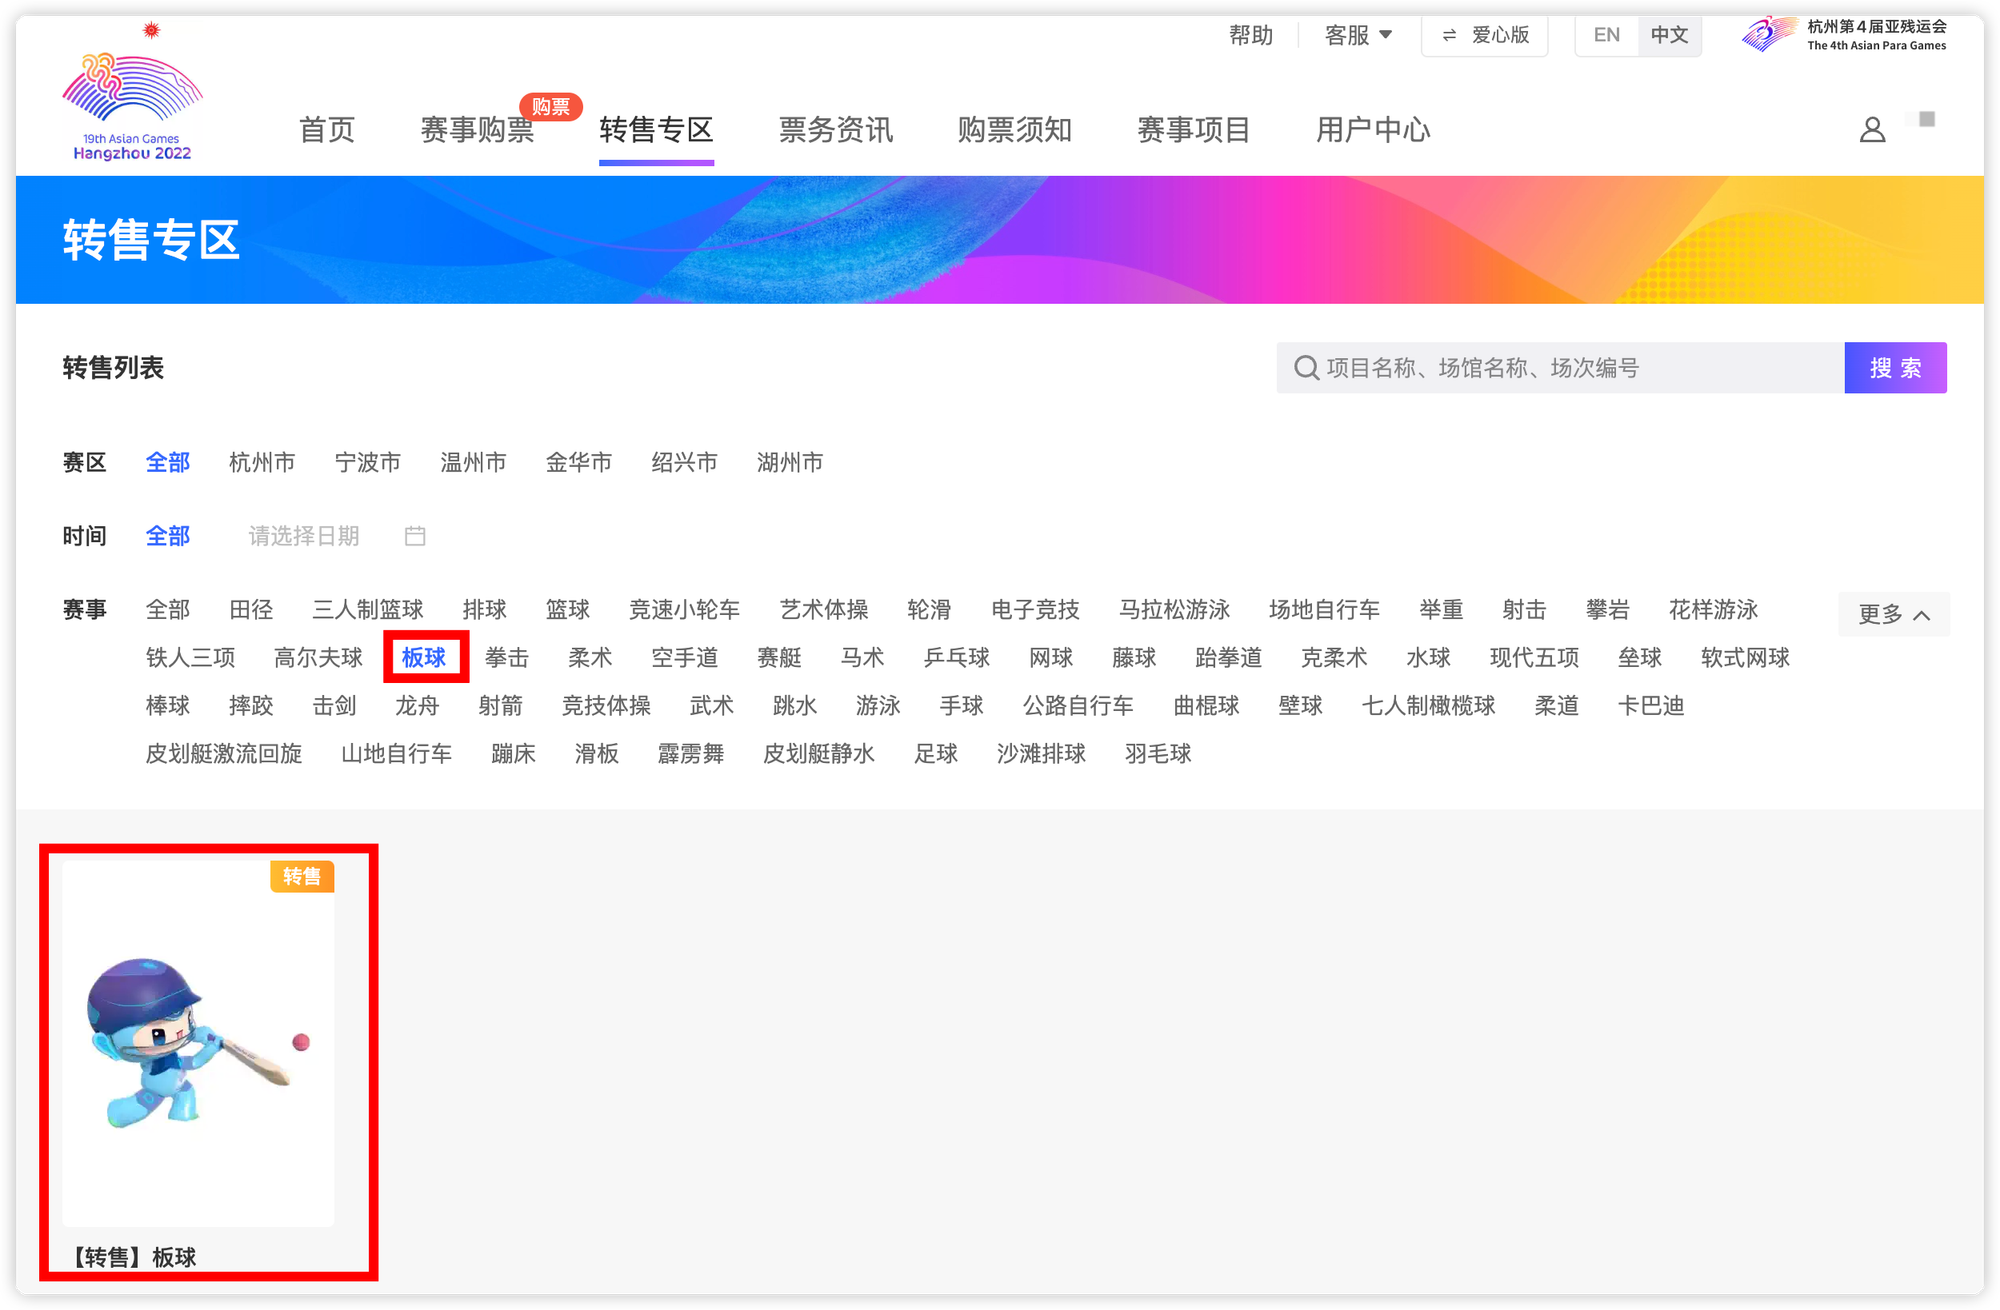 帮助 客服 爱心版 EN 中文 杭州第4届亚残运会
The 4th Asian Para Games
19th Asian Games
Hangzhou 2022
首页 赛事购票 购票 转售专区 票务资讯 购票须知 赛事项目 用户中心
转售专区
转售列表 项目名称、场馆名称、场次编号 搜索
赛区 全部 杭州市 宁波市 温州市 金华市 绍兴市 湖州市
时间 全部 请选择日期
赛事 全部 田径 三人制篮球 排球 篮球 竞速小轮车 艺术体操 轮滑 电子竞技 马拉松游泳 场地自行车 举重 射击 攀岩 花样游泳 更多
铁人三项 高尔夫球 板球 拳击 柔术 空手道 赛艇 马术 乒乓球 网球 藤球 跆拳道 克柔术 水球 现代五项 垒球 软式网球
棒球 摔跤 击剑 龙舟 射箭 竞技体操 武术 跳水 游泳 手球 公路自行车 曲棍球 壁球 七人制橄榄球 柔道 卡巴迪
皮划艇激流回旋 山地自行车 蹦床 滑板 霹雳舞 皮划艇静水 足球 沙滩排球 羽毛球
转售
【转售】板球